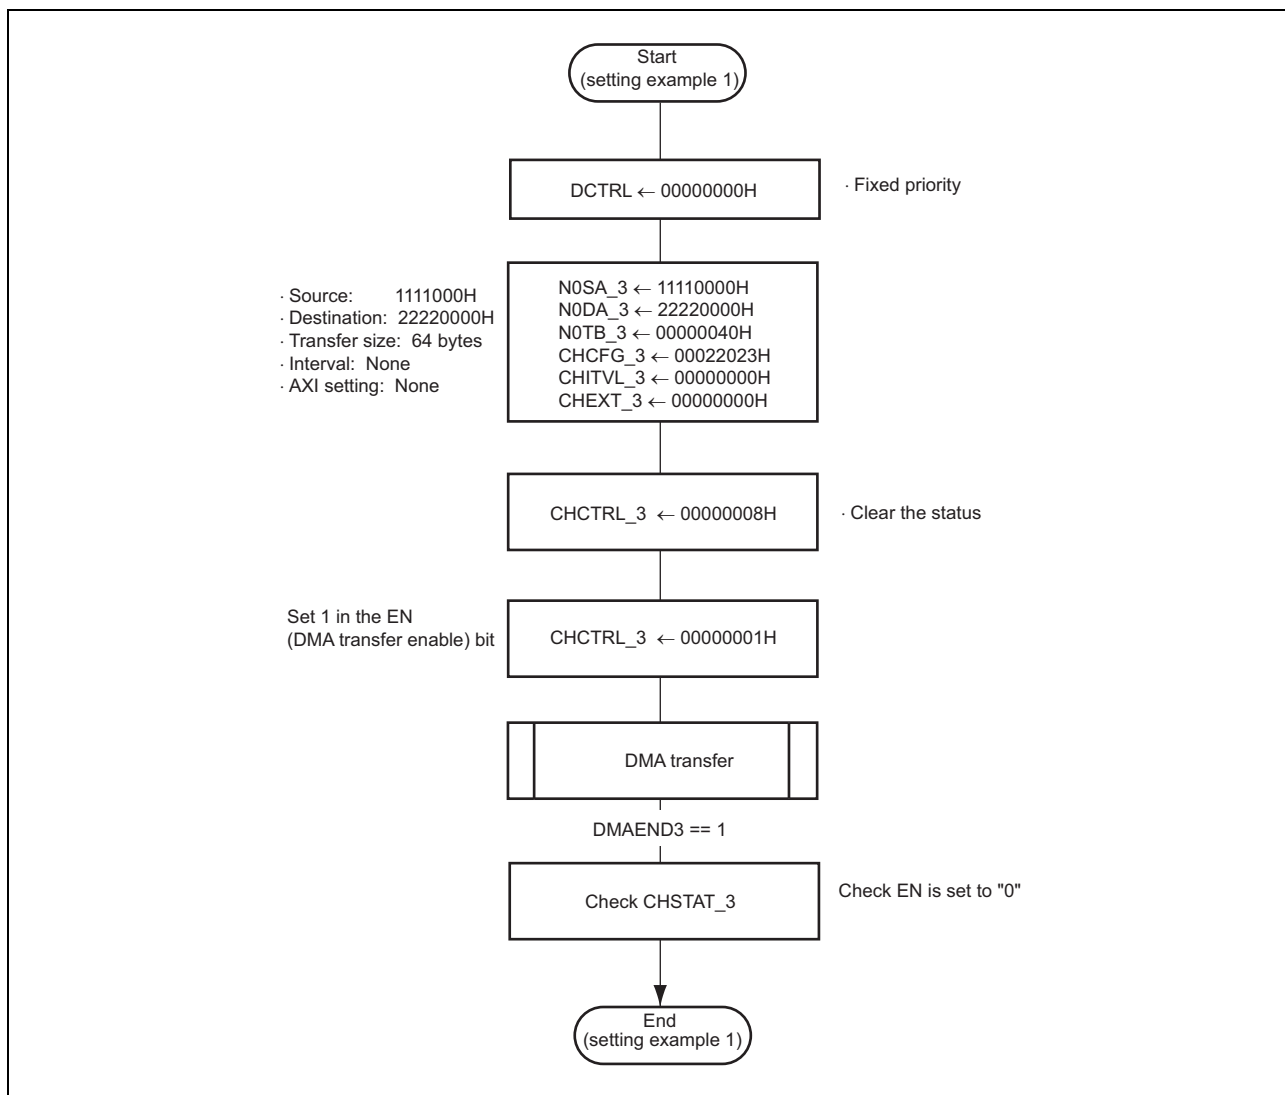 Start
(setting example 1)
DCTRL ← 00000000H
· Fixed priority
· Source: 1111000H
· Destination: 22220000H
· Transfer size: 64 bytes
· Interval: None
· AXI setting: None
N0SA_3 ← 11110000H
N0DA_3 ← 22220000H
N0TB_3 ← 00000040H
CHCFG_3 ← 00022023H
CHITVL_3 ← 00000000H
CHEXT_3 ← 00000000H
CHCTRL_3 ← 00000008H
· Clear the status
Set 1 in the EN
(DMA transfer enable) bit
CHCTRL_3 ← 00000001H
DMA transfer
DMAEND3 == 1
Check CHSTAT_3
Check EN is set to "0"
End
(setting example 1)